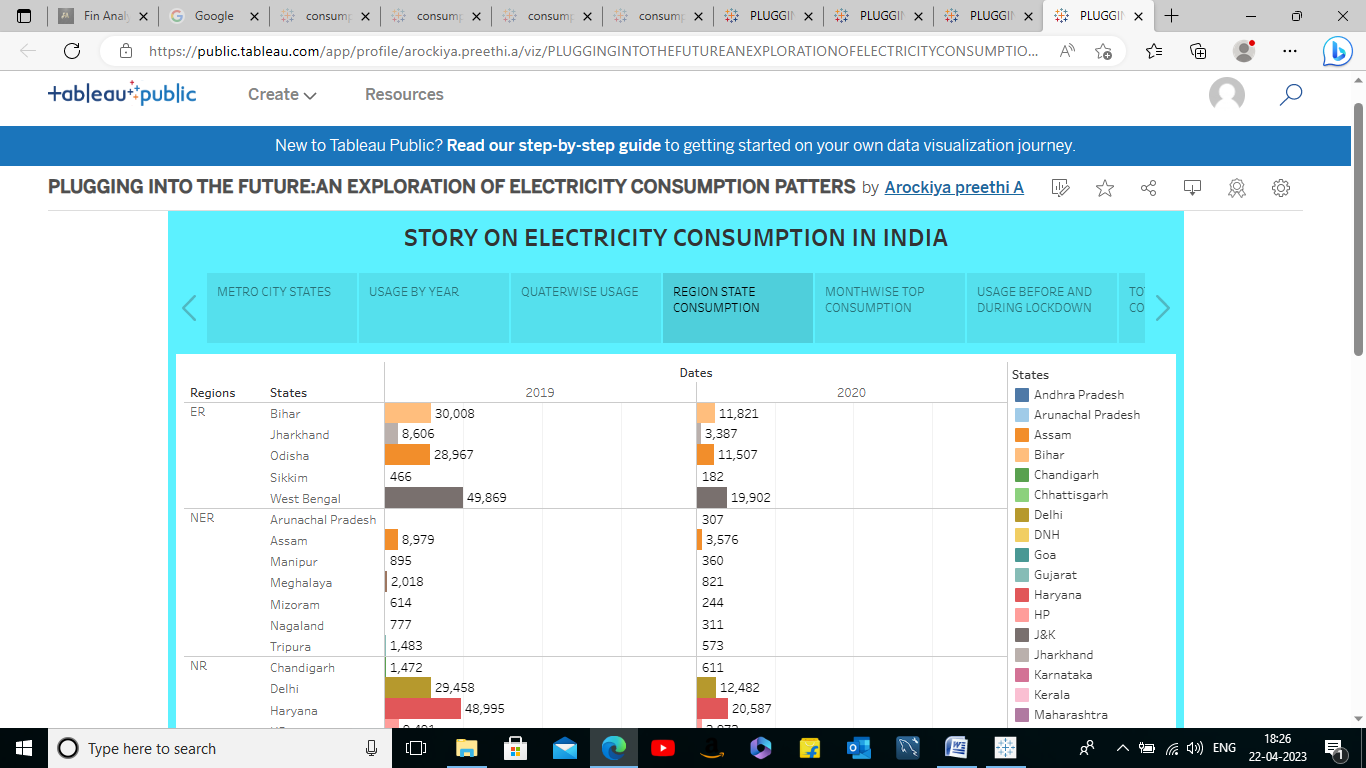 Fin Analy
Google
consump
consump
consump
consump
PLUGGIN
PLUGGIN
PLUGGIN
PLUGGIN
https://public.tableau.com/app/profile/arockiya.preethi.a/viz/PLUGGINGINTOTHEFUTUREANEXPLORATIONOFELECTRICITYCONSUMPTIO...
+ableau public Create Resources
New to Tableau Public? Read our step-by-step guide to getting started on your own data visualization journey.
PLUGGING INTO THE FUTURE:AN EXPLORATION OF ELECTRICITY CONSUMPTION PATTERS by Arockiya preethi A
STORY ON ELECTRICITY CONSUMPTION IN INDIA
METRO CITY STATES
USAGE BY YEAR
QUATERWISE USAGE
REGION STATE
CONSUMPTION
MONTHWISE TOP
CONSUMPTION
USAGE BEFORE AND
DURING LOCKDOWN
TO
CO
Dates
Regions States 2019 2020
ER Bihar 30,008 11,821
Jharkhand 8,606 3,387
Odisha 28,967 11,507
Sikkim 466 182
West Bengal 49,869 19,902
NER Arunachal Pradesh 307
Assam 8,979 3,576
Manipur 895 360
Meghalaya 2,018 821
Mizoram 614 244
Nagaland 777 311
Tripura 1,483 573
NR Chandigarh 1,472 611
Delhi 29,458 12,482
Haryana 48,995 20,587
States
Andhra Pradesh
Arunachal Pradesh
Assam
Bihar
Chandigarh
Chhattisgarh
Delhi
DNH
Goa
Gujarat
Haryana
HP
J&K
Jharkhand
Karnataka
Kerala
Maharashtra
Type here to search
ENG
18:26
22-04-2023
1